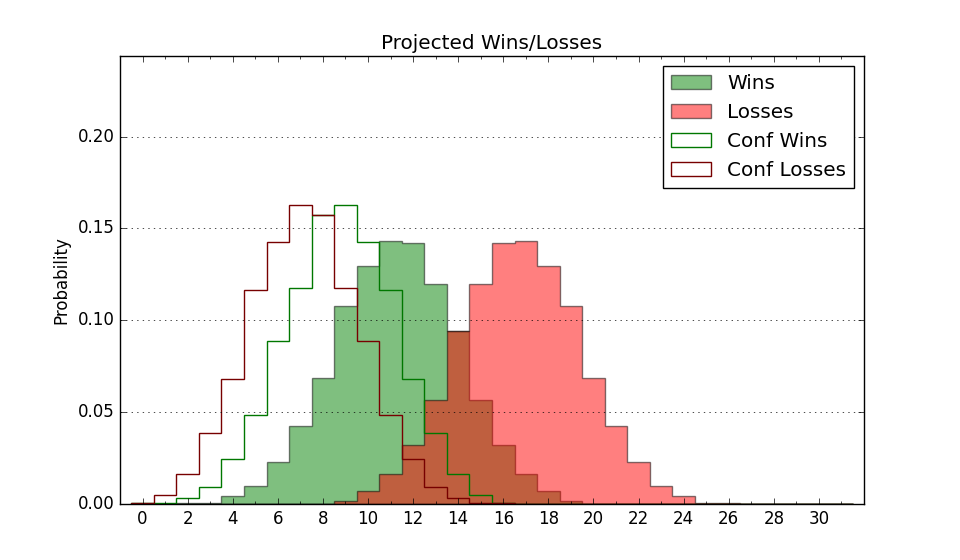 Projected Wins/Losses
Wins
Losses
Conf Wins
Conf Losses
Probability
0.20
0.15
0.10
0.05
0.00
0 2 4 6 8 10 12 14 16 18 20 22 24 26 28 30